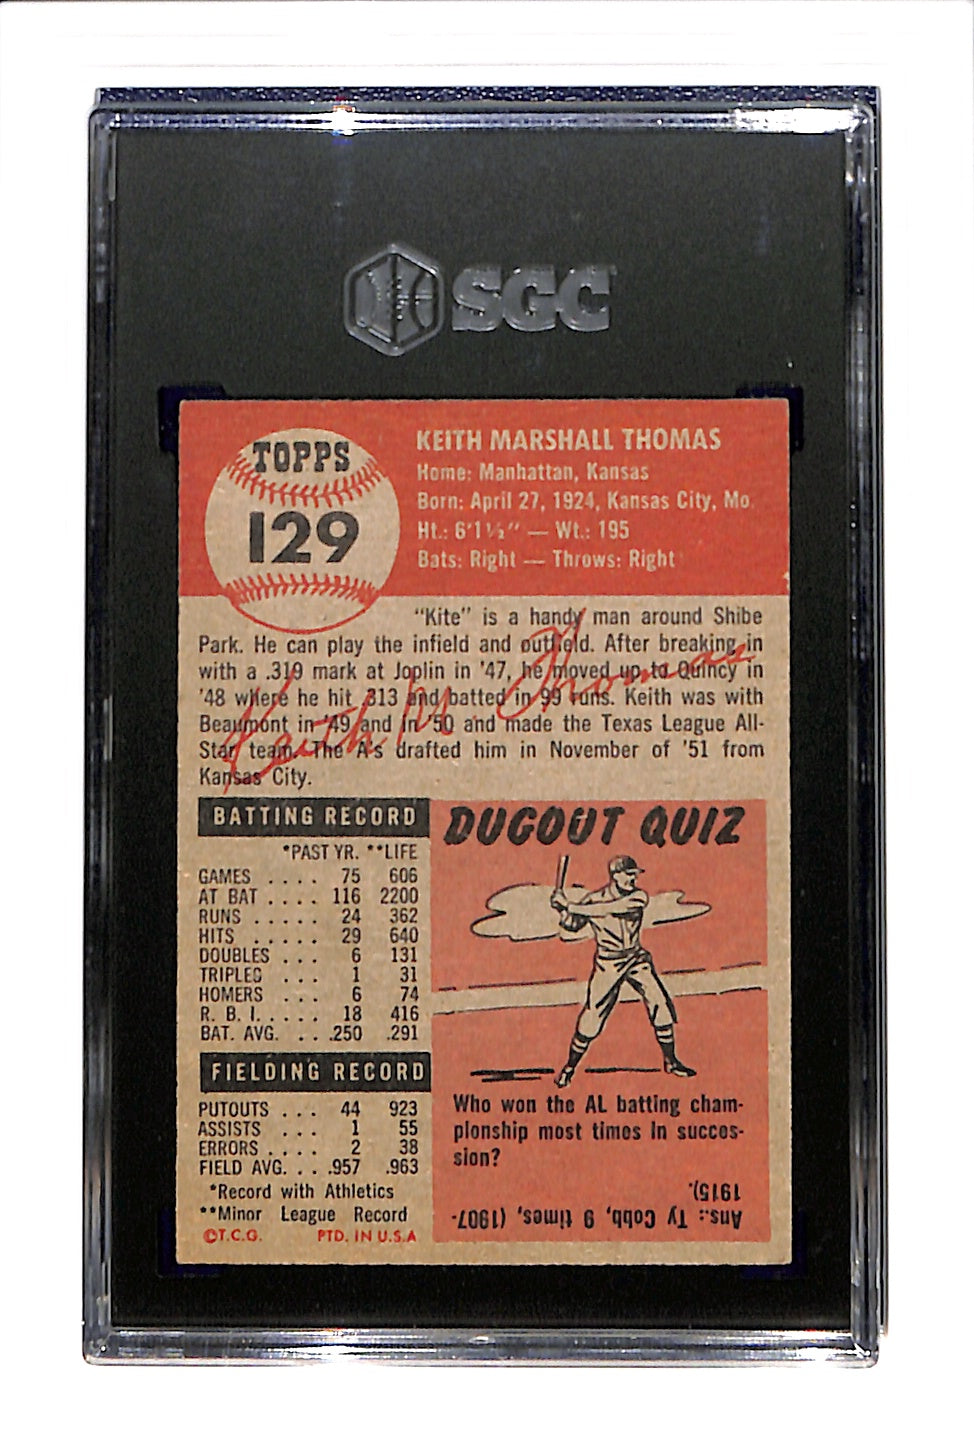 SGC
TOPPS
129
KEITH MARSHALL THOMAS
Home: Manhattan, Kansas
Born: April 27, 1924, Kansas City, Mo.
Ht.: 6'1½" — Wt.: 195
Bats: Right — Throws: Right
"Kite" is a handy man around Shibe
Park. He can play the infield and outfield. After breaking in
with a .319 mark at Joplin in '47, he moved up to Quincy in
'48 where he hit .313 and batted in 99 runs. Keith was with
Beaumont in '49 and in '50 and made the Texas League All-
Star team. The A's drafted him in November of '51 from
Kansas City.
Keith M Thomas
BATTING RECORD
*PAST YR. **LIFE
GAMES . . . . 75 606
AT BAT . . . . 116 2200
RUNS . . . . . 24 362
HITS . . . . . 29 640
DOUBLES . . . 6 131
TRIPLES . . . 1 31
HOMERS . . . 6 74
R. B. I. . . . . 18 416
BAT. AVG. . . .250 .291
FIELDING RECORD
PUTOUTS . . . 44 923
ASSISTS . . . 1 55
ERRORS . . . . 2 38
FIELD AVG. . . .957 .963
*Record with Athletics
**Minor League Record
©T.C.G. PTD. IN U.S.A
DUGOUT QUIZ
Who won the AL batting cham-
pionship most times in succes-
sion?
Ans.: Ty Cobb, 9 times, (1907-
1915).